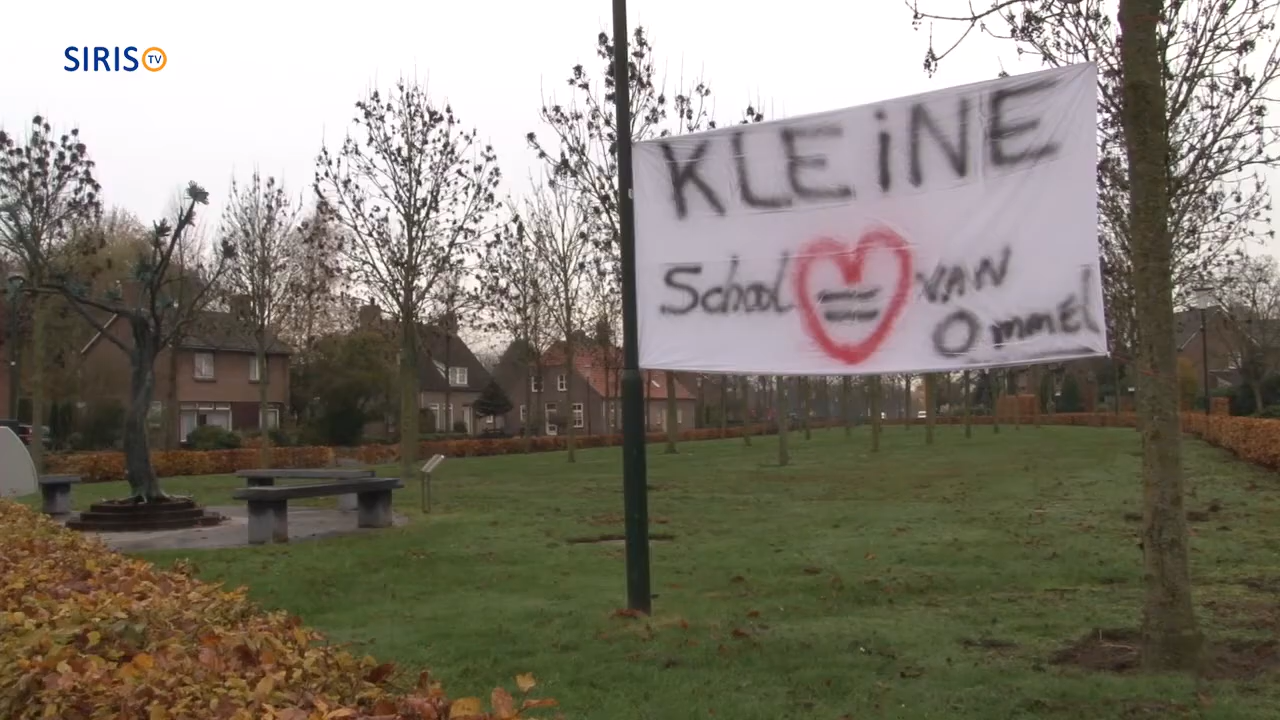 SIRIS TV
KLEiNE
School = VAN
Ommel